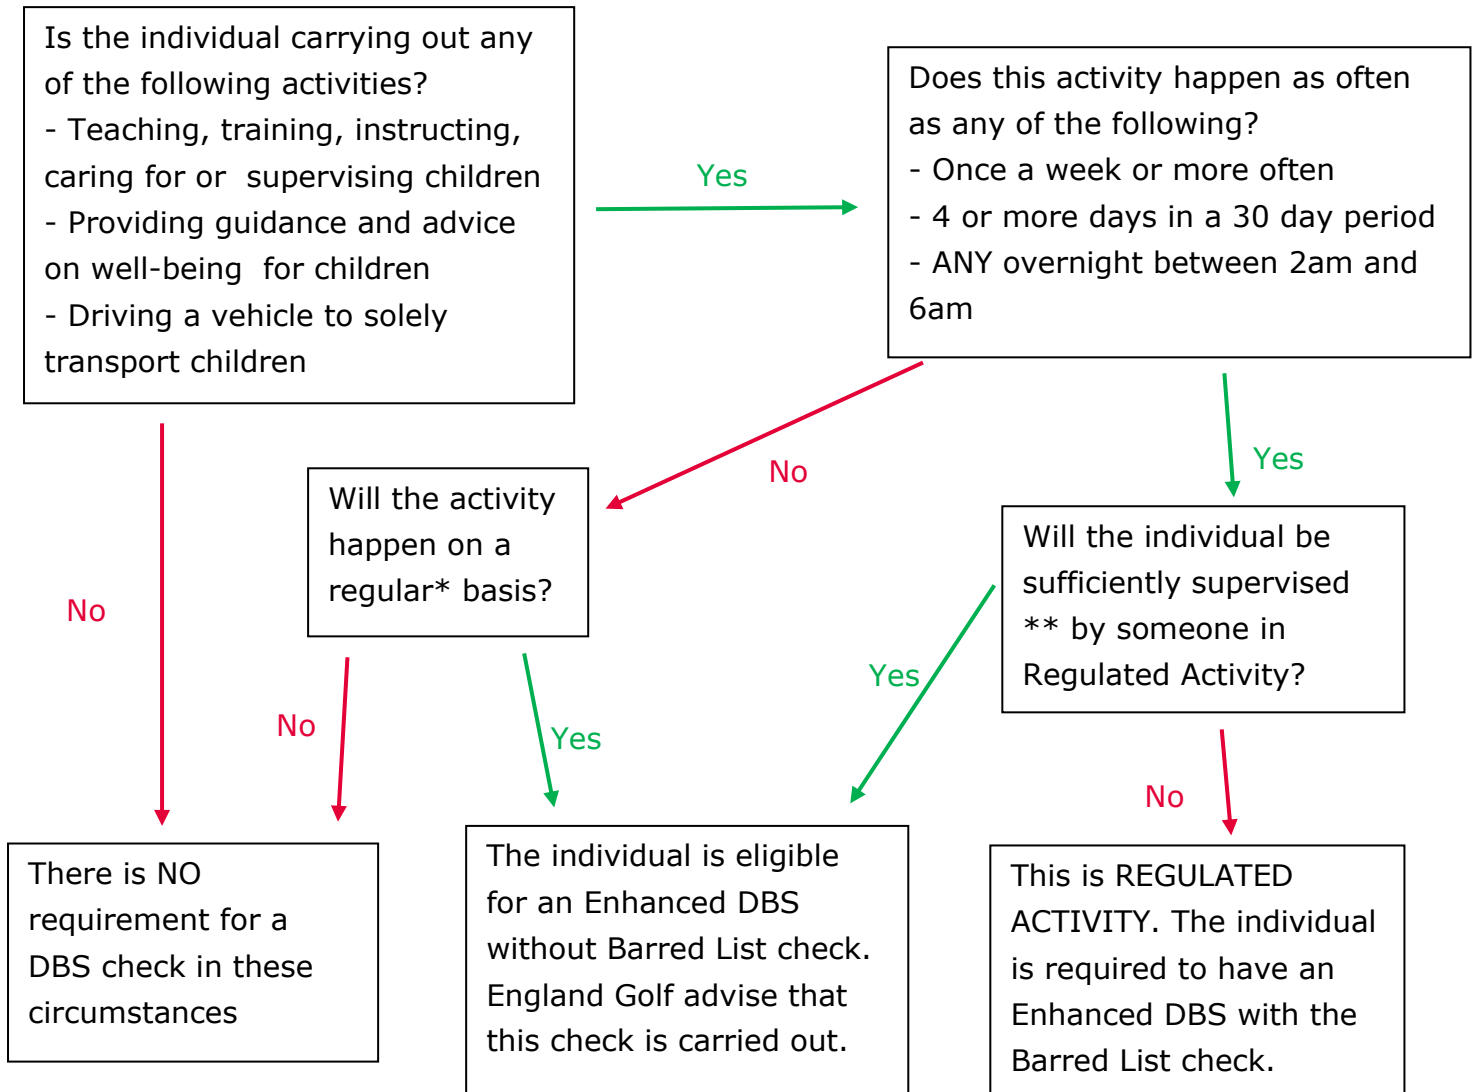 Is the individual carrying out any
of the following activities?
- Teaching, training, instructing,
caring for or  supervising children
- Providing guidance and advice
on well-being  for children
- Driving a vehicle to solely
transport children
Yes
Does this activity happen as often
as any of the following?
- Once a week or more often
- 4 or more days in a 30 day period
- ANY overnight between 2am and
6am
No
No
Yes
Will the activity
happen on a
regular* basis?
Will the individual be
sufficiently supervised
** by someone in
Regulated Activity?
No
Yes
Yes
No
There is NO
requirement for a
DBS check in these
circumstances
The individual is eligible
for an Enhanced DBS
without Barred List check.
England Golf advise that
this check is carried out.
This is REGULATED
ACTIVITY. The individual
is required to have an
Enhanced DBS with the
Barred List check.